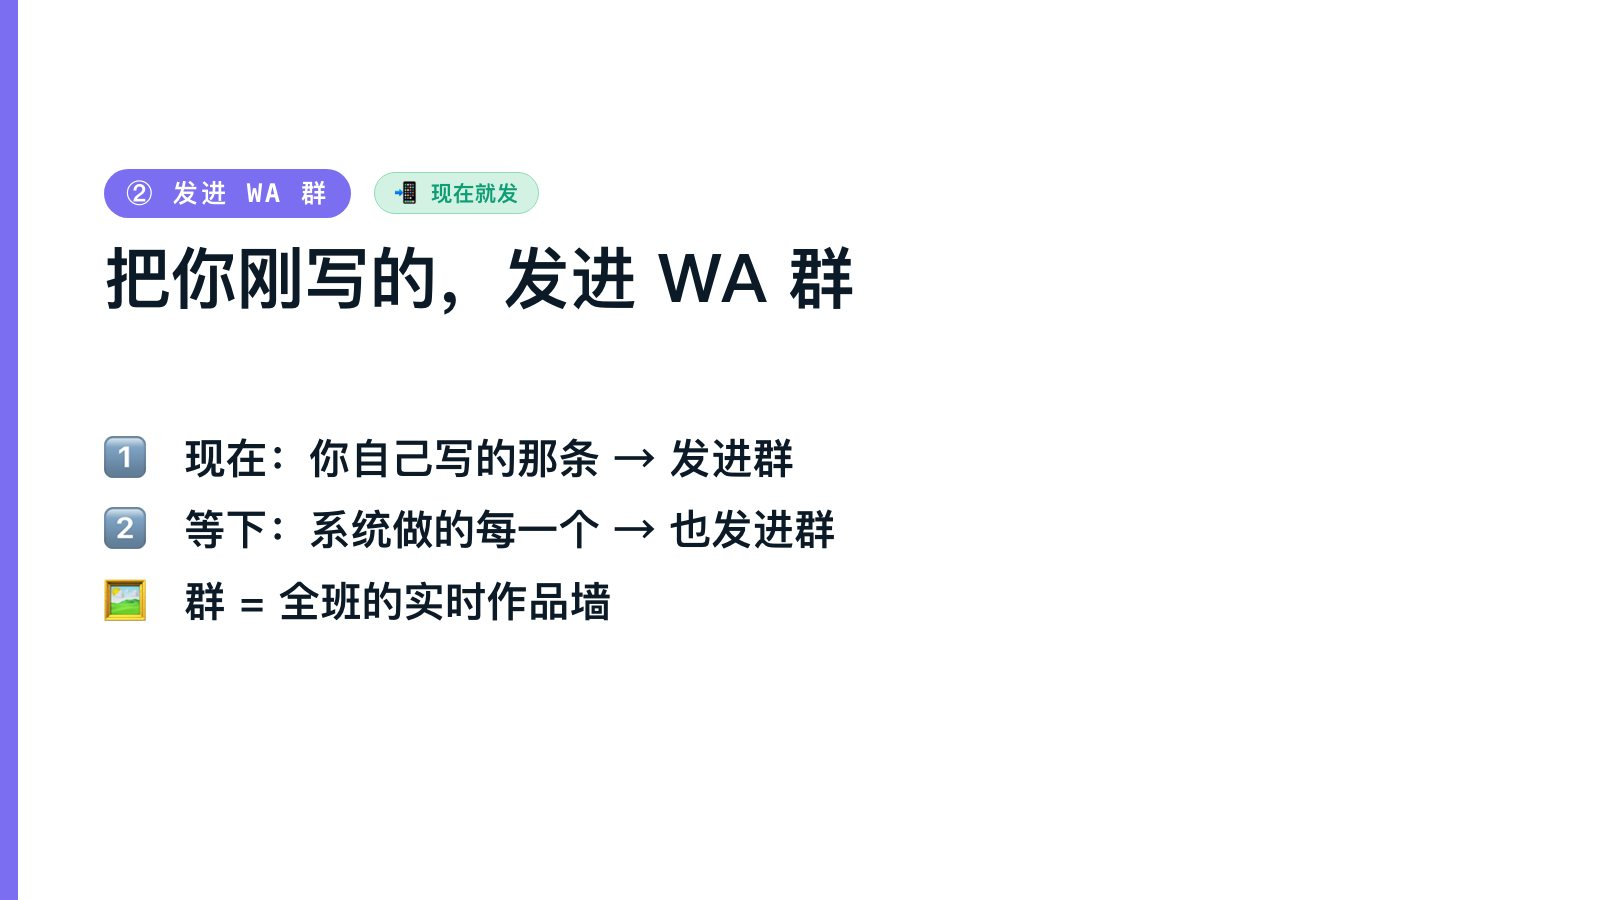 ② 发进 WA 群
📲 现在就发
把你刚写的，发进 WA 群
1️⃣ 现在：你自己写的那条 → 发进群
2️⃣ 等下：系统做的每一个 → 也发进群
🖼️ 群 = 全班的实时作品墙